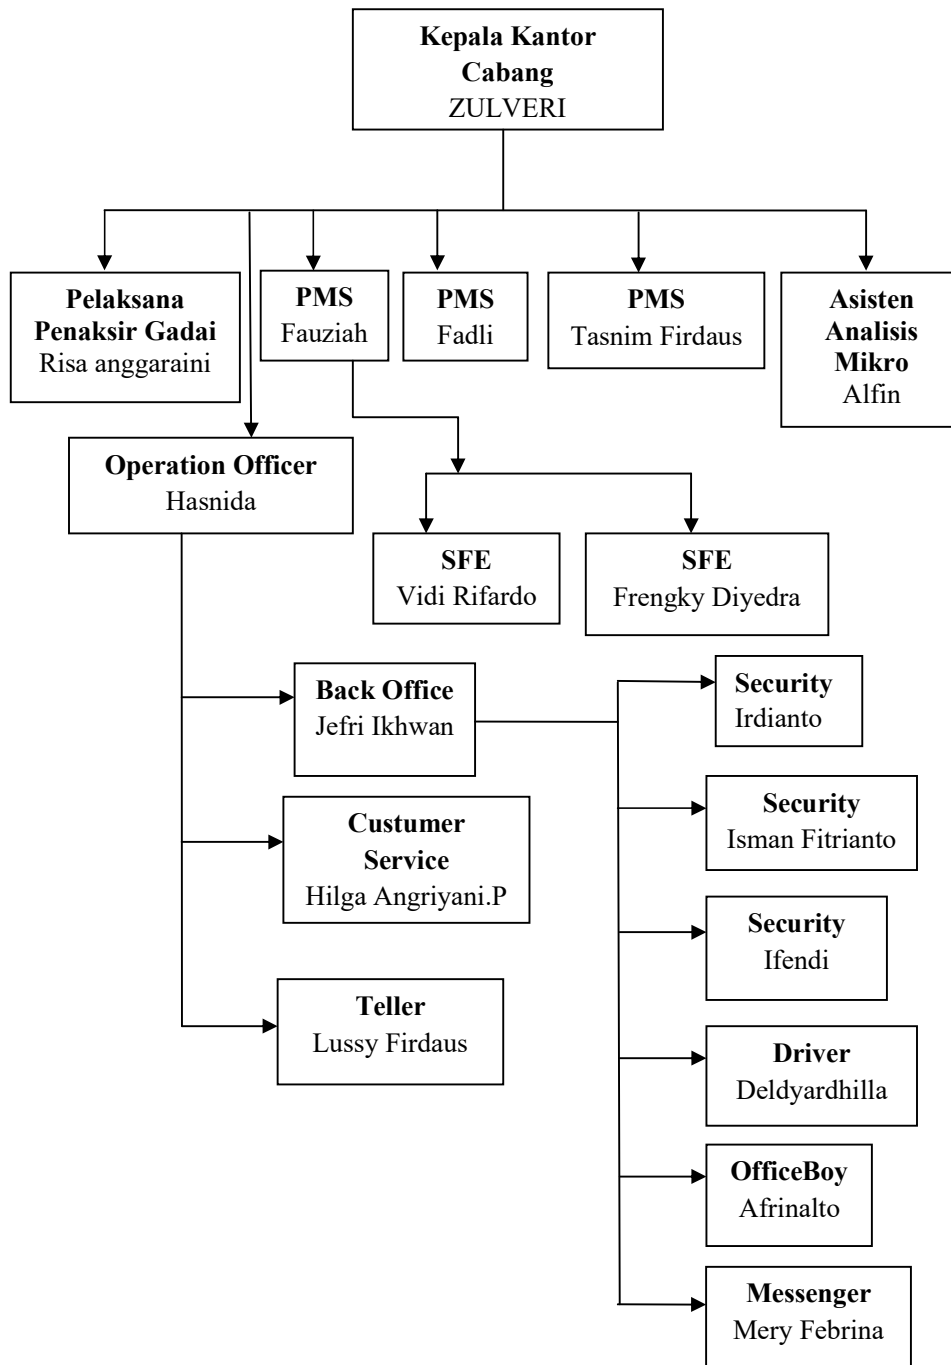 Kepala Kantor
Cabang
ZULVERI
Pelaksana
Penaksir Gadai
Risa anggaraini
PMS
Fauziah
PMS
Fadli
PMS
Tasnim Firdaus
Asisten
Analisis
Mikro
Alfin
Operation Officer
Hasnida
SFE
Vidi Rifardo
SFE
Frengky Diyedra
Back Office
Jefri Ikhwan
Security
Irdianto
Security
Isman Fitrianto
Custumer
Service
Hilga Angriyani.P
Security
Ifendi
Teller
Lussy Firdaus
Driver
Deldyardhilla
OfficeBoy
Afrinalto
Messenger
Mery Febrina